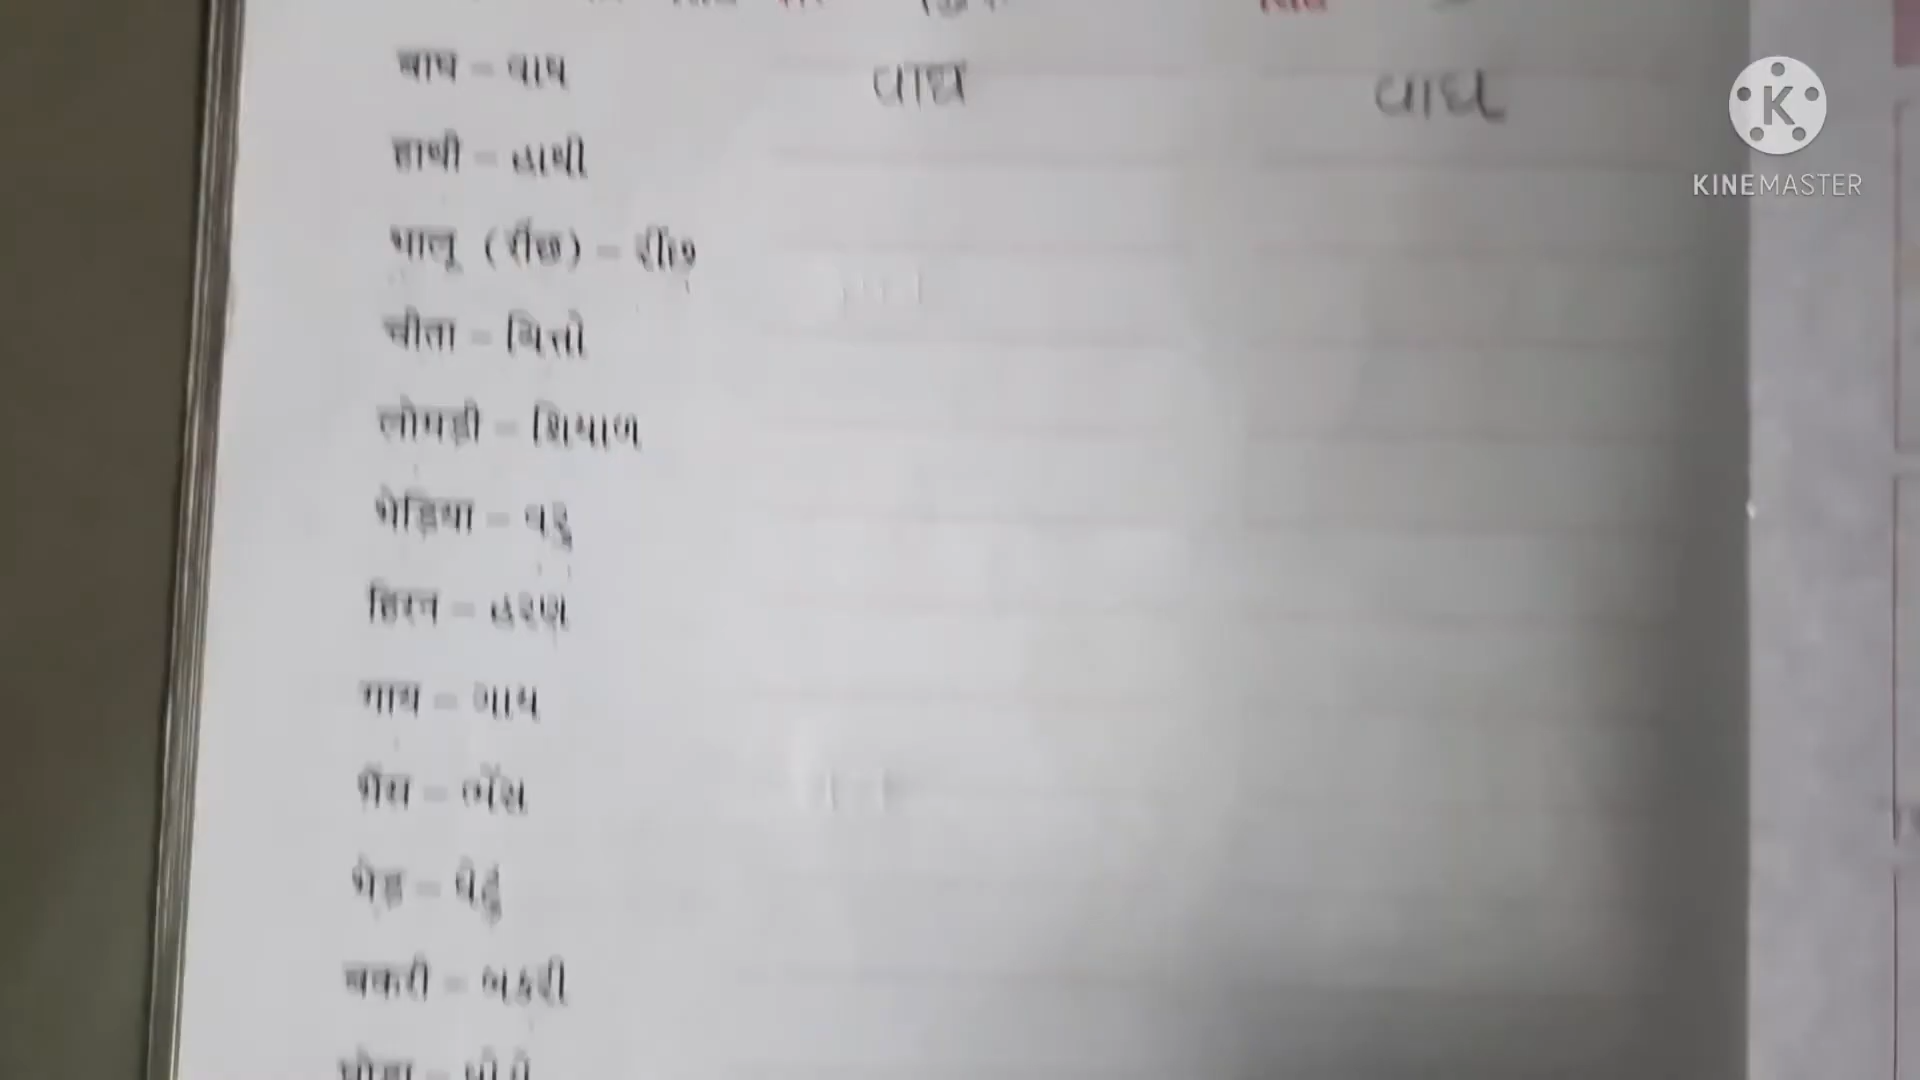 बाघ – વાઘ વાઘ વાઘ
हाथी – હાથી
भालू (रीँछ) – રીંછ
चीता – ચિત્તો
लोमड़ी – શિયાળ
भेड़िया – વરુ
हिरन – હરણ
गाय – ગાય
भैंस – ભેંસ
भेड़ – ઘેટું
बकरी – બકરી
KINEMASTER